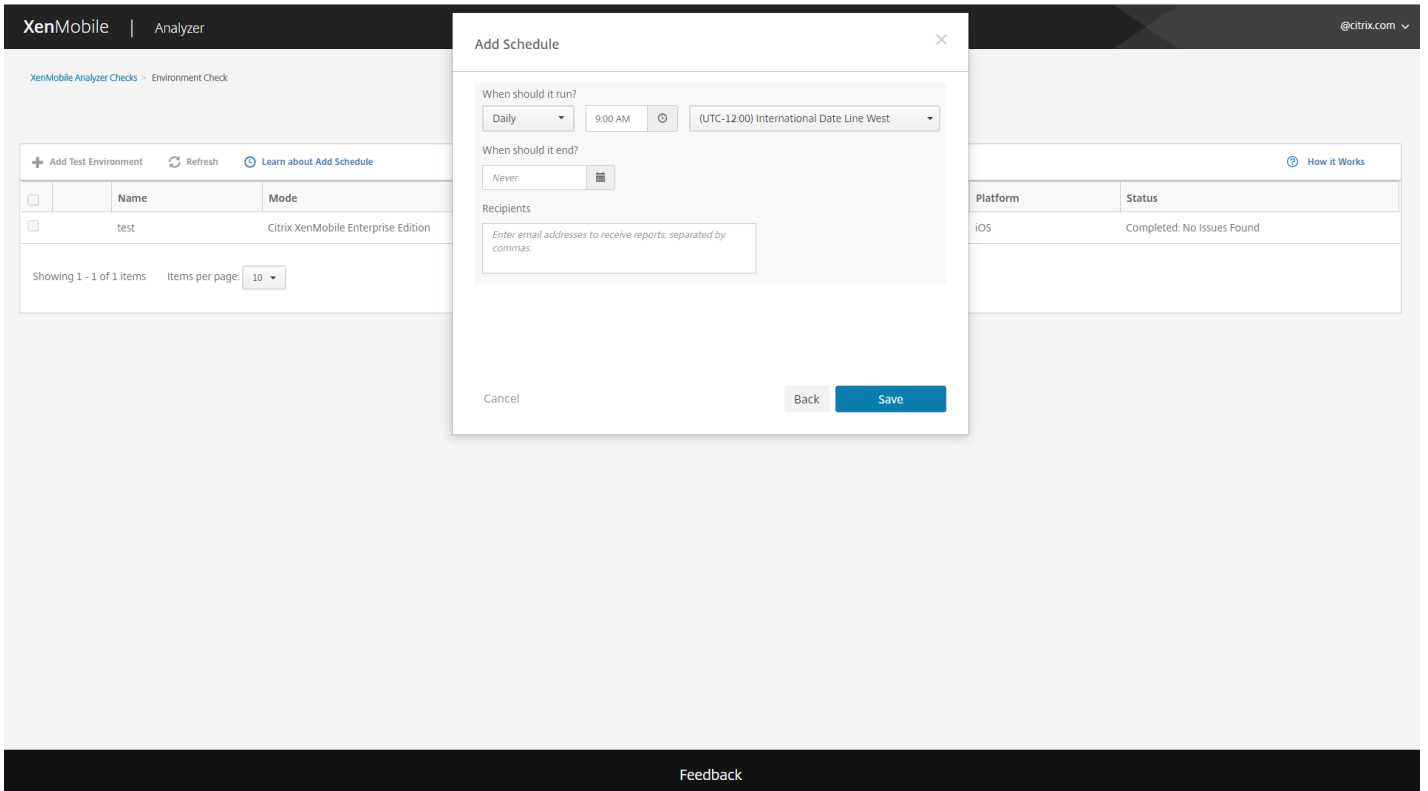 XenMobile | Analyzer
@citrix.com
Add Schedule
XenMobile Analyzer Checks > Environment Check
When should it run?
Daily 9:00 AM (UTC-12:00) International Date Line West
When should it end?
Never
Recipients
Enter email addresses to receive reports, separated by
commas.
Cancel Back Save
Add Test Environment Refresh Learn about Add Schedule How it Works
Name Mode Platform Status
test Citrix XenMobile Enterprise Edition iOS Completed: No Issues Found
Showing 1 - 1 of 1 items Items per page: 10
Feedback